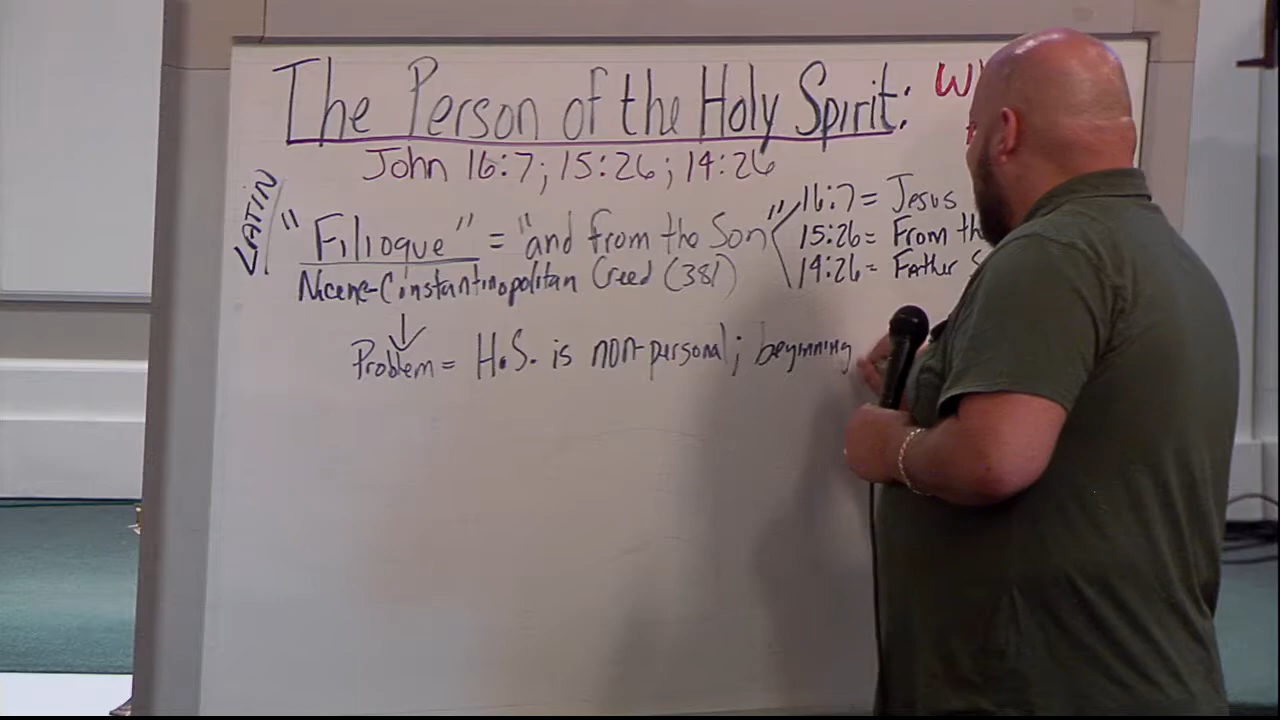 The Person of the Holy Spirit:
John 16:7; 15:26; 14:26
LATIN
"Filioque" = "and from the Son"
16:7 = Jesus
15:26 = From
14:26 = Father
Nicene-Constantinopolitan Creed (381)
Problem = H.S. is non-personal; beginning